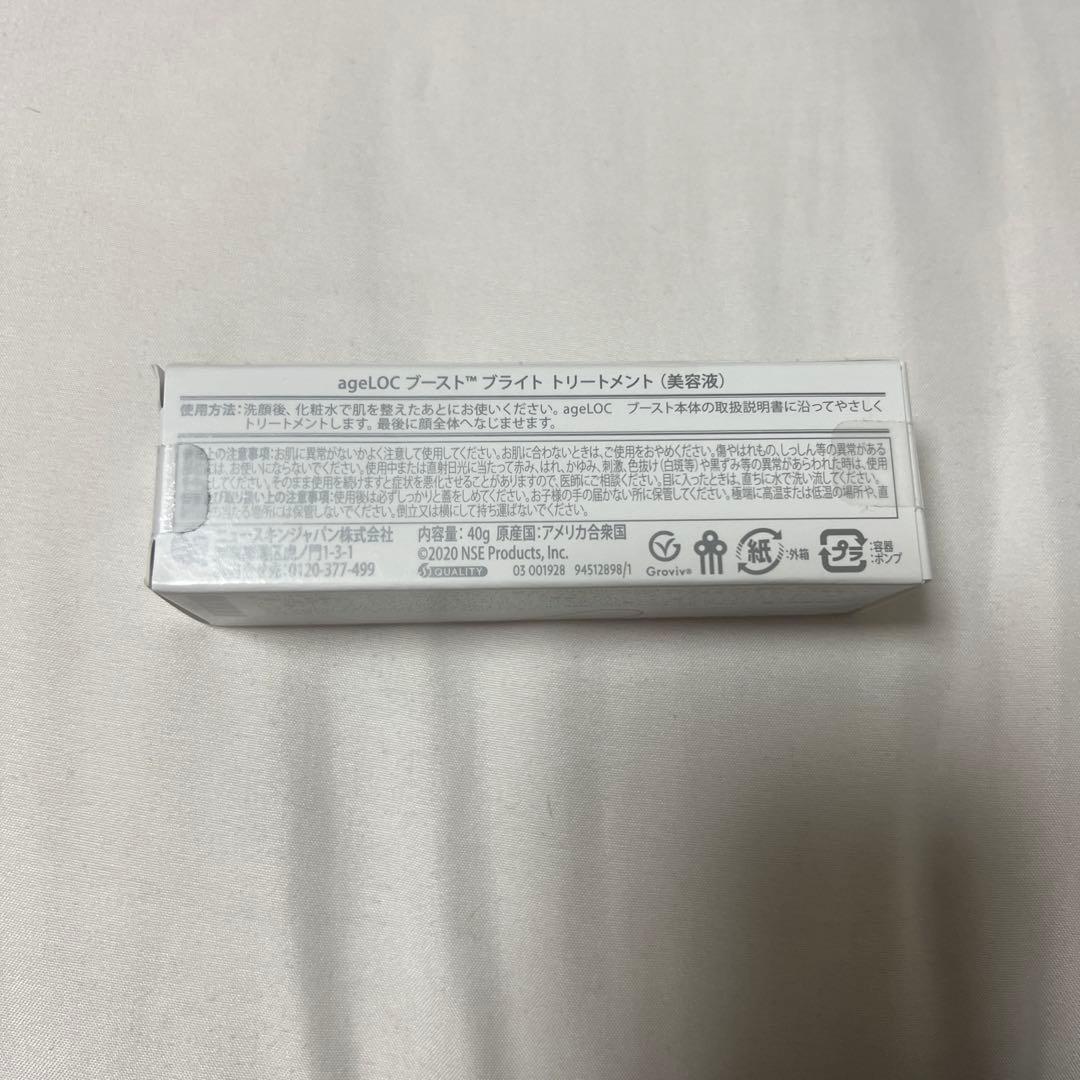 ageLOC ブースト™ ブライト トリートメント（美容液）
使用方法：洗顔後、化粧水で肌を整えたあとにお使いください。ageLOC ブースト本体の取扱説明書に沿ってやさしく
トリートメントします。最後に顔全体へなじませます。
上の注意事項：お肌に異常がないかよく注意して使用してください。お肌に合わないときは、ご使用をおやめください。傷やはれもの、しっしん等の異常がある
は、お使いにならないでください。使用中または直射日光に当たって赤み、はれ、かゆみ、刺激、色抜け（白斑等）や黒ずみ等の異常があらわれた時は、使用
してください。そのまま使用を続けますと症状を悪化させることがありますので、医師にご相談ください。目に入ったときは、直ちに水で洗い流してください。
び取り扱い上の注意事項：使用後は必ずしっかりと蓋をしめてください。お子様の手の届かない所に保管してください。極端に高温または低温の場所や、直
の当たる場所には保管しないでください。倒立又は横にして持ち運ばないでください。
ニュースキンジャパン株式会社 内容量：40g 原産国：アメリカ合衆国
虎ノ門1-3-1 ©2020 NSE Products, Inc.
0120-377-499 QUALITY 03 001928 94512898/1
Groviv®
紙 ：外箱
プラ ：容器
：ポンプ